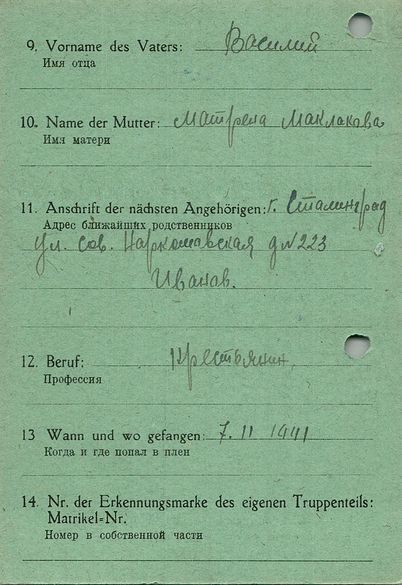 9. Vorname des Vaters: Василий
Имя отца
10. Name der Mutter: Матрена Маклакова
Имя матери
11. Anschrift der nächsten Angehörigen: г. Сталинград
Адрес ближайших родственников
ул. Сов. Наркомавская д N 223
Иванов.
12. Beruf: Крестьянин.
Профессия
13 Wann und wo gefangen: 7. 11 1941
Когда и где попал в плен
14. Nr. der Erkennungsmarke des eigenen Truppenteils:
Matrikel=Nr.
Номер в собственной части